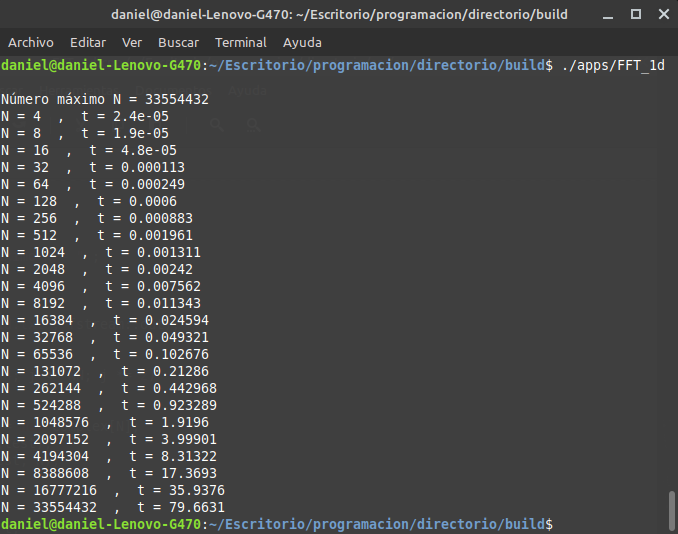 daniel@daniel-Lenovo-G470: ~/Escritorio/programacion/directorio/build
Archivo Editar Ver Buscar Terminal Ayuda
daniel@daniel-Lenovo-G470:~/Escritorio/programacion/directorio/build$ ./apps/FFT_1d
Número máximo N = 33554432
N = 4  ,  t = 2.4e-05
N = 8  ,  t = 1.9e-05
N = 16  ,  t = 4.8e-05
N = 32  ,  t = 0.000113
N = 64  ,  t = 0.000249
N = 128  ,  t = 0.0006
N = 256  ,  t = 0.000883
N = 512  ,  t = 0.001961
N = 1024  ,  t = 0.001311
N = 2048  ,  t = 0.00242
N = 4096  ,  t = 0.007562
N = 8192  ,  t = 0.011343
N = 16384  ,  t = 0.024594
N = 32768  ,  t = 0.049321
N = 65536  ,  t = 0.102676
N = 131072  ,  t = 0.21286
N = 262144  ,  t = 0.442968
N = 524288  ,  t = 0.923289
N = 1048576  ,  t = 1.9196
N = 2097152  ,  t = 3.99901
N = 4194304  ,  t = 8.31322
N = 8388608  ,  t = 17.3693
N = 16777216  ,  t = 35.9376
N = 33554432  ,  t = 79.6631
daniel@daniel-Lenovo-G470:~/Escritorio/programacion/directorio/build$